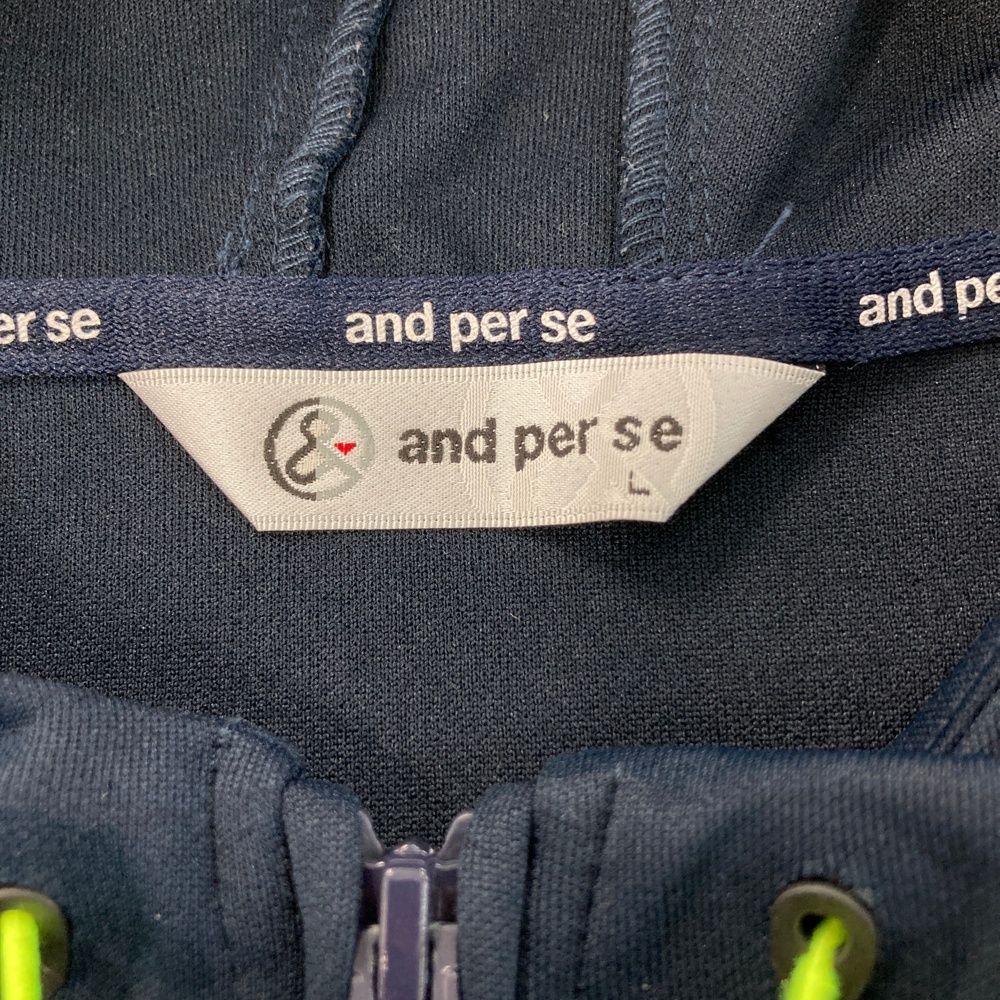 er se and per se and pe
& and per se
L